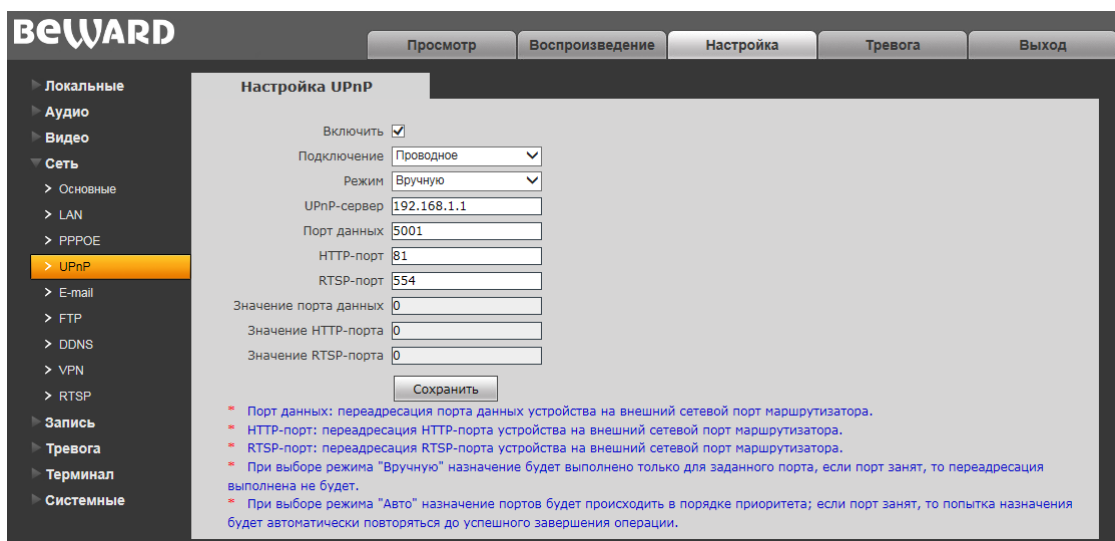 BEWARD
Просмотр
Воспроизведение
Настройка
Тревога
Выход
Локальные
Аудио
Видео
Сеть
Основные
LAN
PPPOE
UPnP
E-mail
FTP
DDNS
VPN
RTSP
Запись
Тревога
Терминал
Системные
Настройка UPnP
Включить
Подключение Проводное
Режим Вручную
UPnP-сервер 192.168.1.1
Порт данных 5001
HTTP-порт 81
RTSP-порт 554
Значение порта данных 0
Значение HTTP-порта 0
Значение RTSP-порта 0
Сохранить
* Порт данных: переадресация порта данных устройства на внешний сетевой порт маршрутизатора.
* HTTP-порт: переадресация HTTP-порта устройства на внешний сетевой порт маршрутизатора.
* RTSP-порт: переадресация RTSP-порта устройства на внешний сетевой порт маршрутизатора.
* При выборе режима "Вручную" назначение будет выполнено только для заданного порта, если порт занят, то переадресация
выполнена не будет.
* При выборе режима "Авто" назначение портов будет происходить в порядке приоритета; если порт занят, то попытка назначения
будет автоматически повторяться до успешного завершения операции.